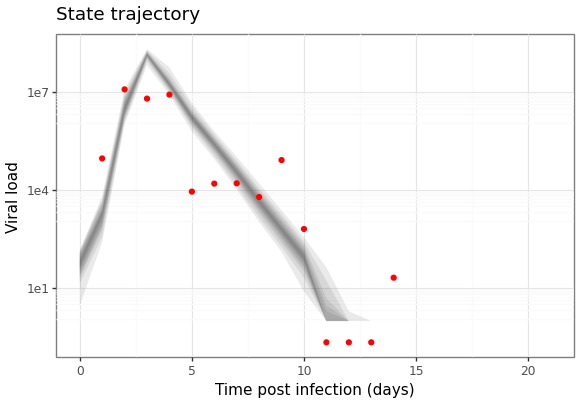 State trajectory
1e7
1e4
1e1
Viral load
0 5 10 15 20
Time post infection (days)